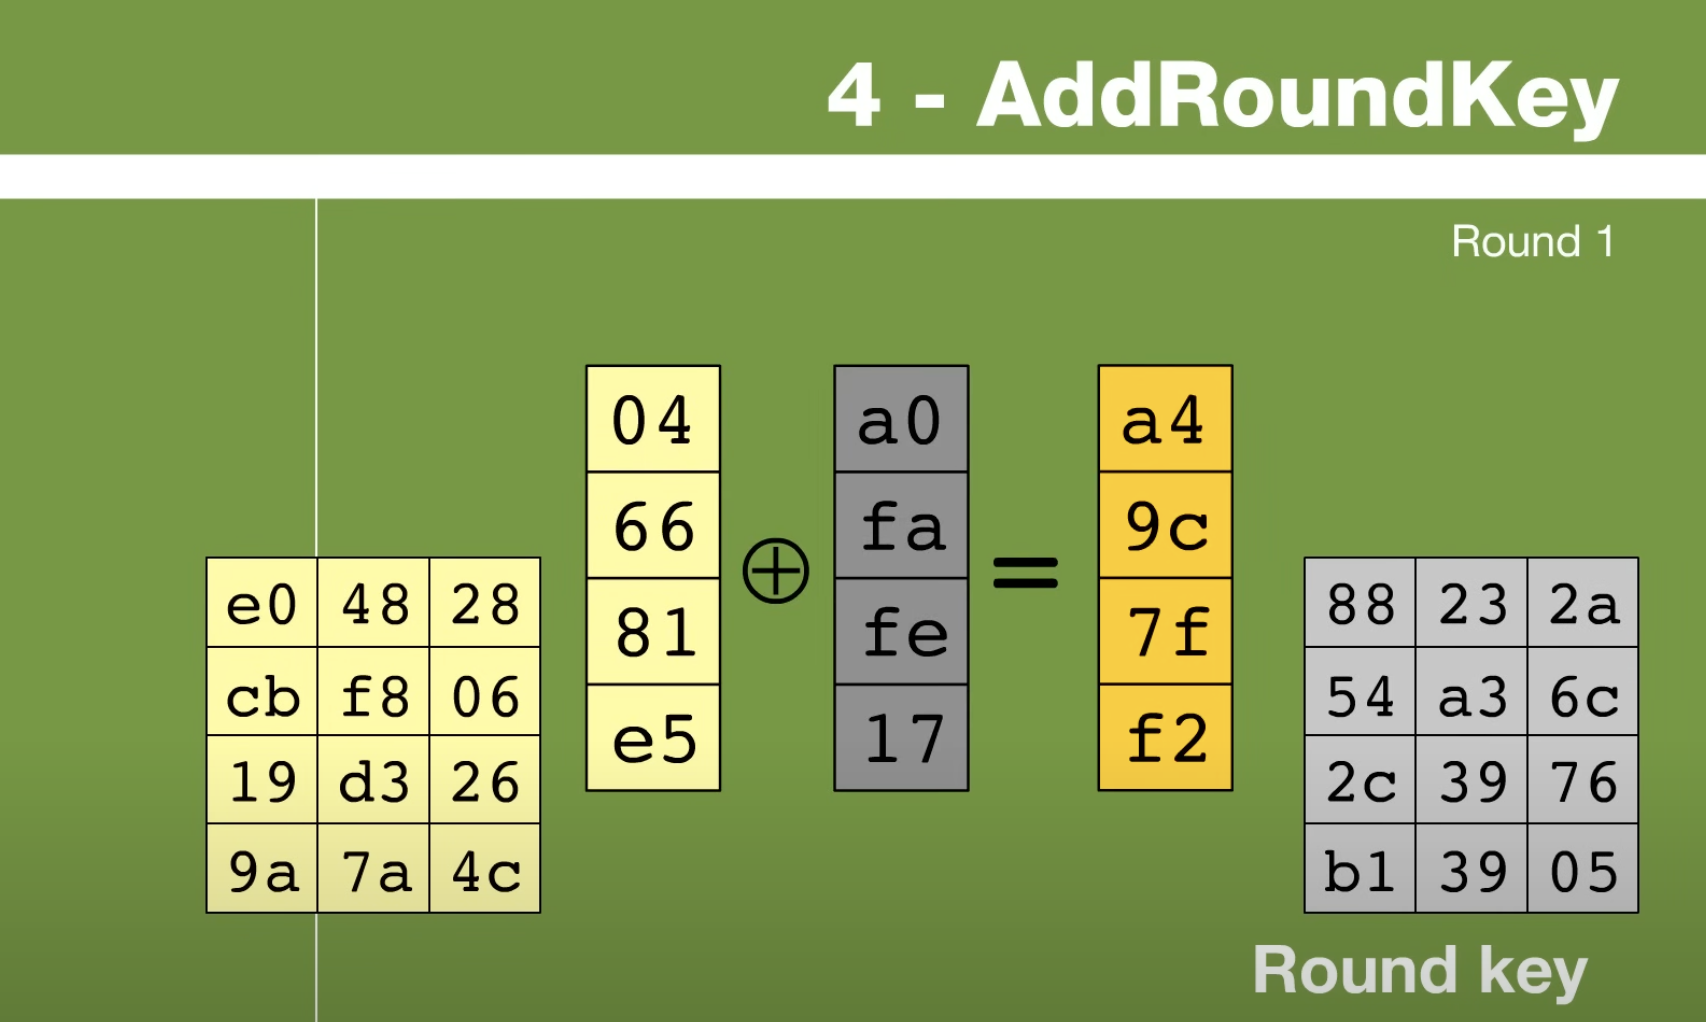 4 - AddRoundKey
Round 1
04 a0 a4
66 fa 9c
⊕ =
81 fe 7f
e5 17 f2
e0 48 28
cb f8 06
19 d3 26
9a 7a 4c
88 23 2a
54 a3 6c
2c 39 76
b1 39 05
Round key